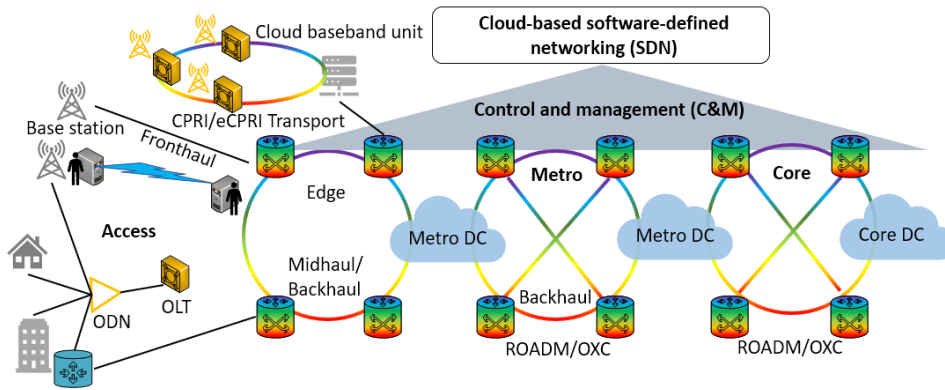 Cloud-based software-defined
networking (SDN)
Cloud baseband unit
CPRI/eCPRI Transport
Control and management (C&M)
Base station
Fronthaul
Edge
Metro
Core
Access
Metro DC
Metro DC
Core DC
Midhaul/
Backhaul
Backhaul
ODN
OLT
ROADM/OXC
ROADM/OXC